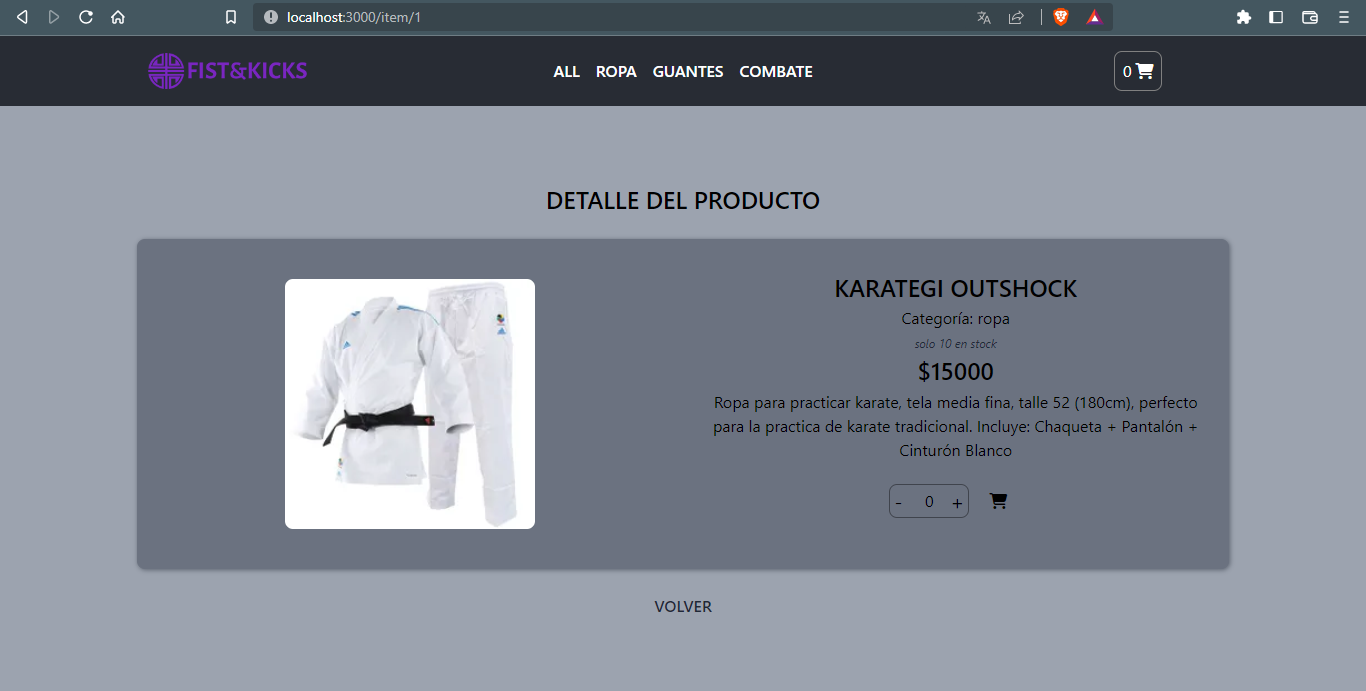 localhost:3000/item/1
FIST&KICKS
ALL ROPA GUANTES COMBATE
0
DETALLE DEL PRODUCTO
KARATEGI OUTSHOCK
Categoría: ropa
solo 10 en stock
$15000
Ropa para practicar karate, tela media fina, talle 52 (180cm), perfecto
para la practica de karate tradicional. Incluye: Chaqueta + Pantalón +
Cinturón Blanco
- 0 +
VOLVER